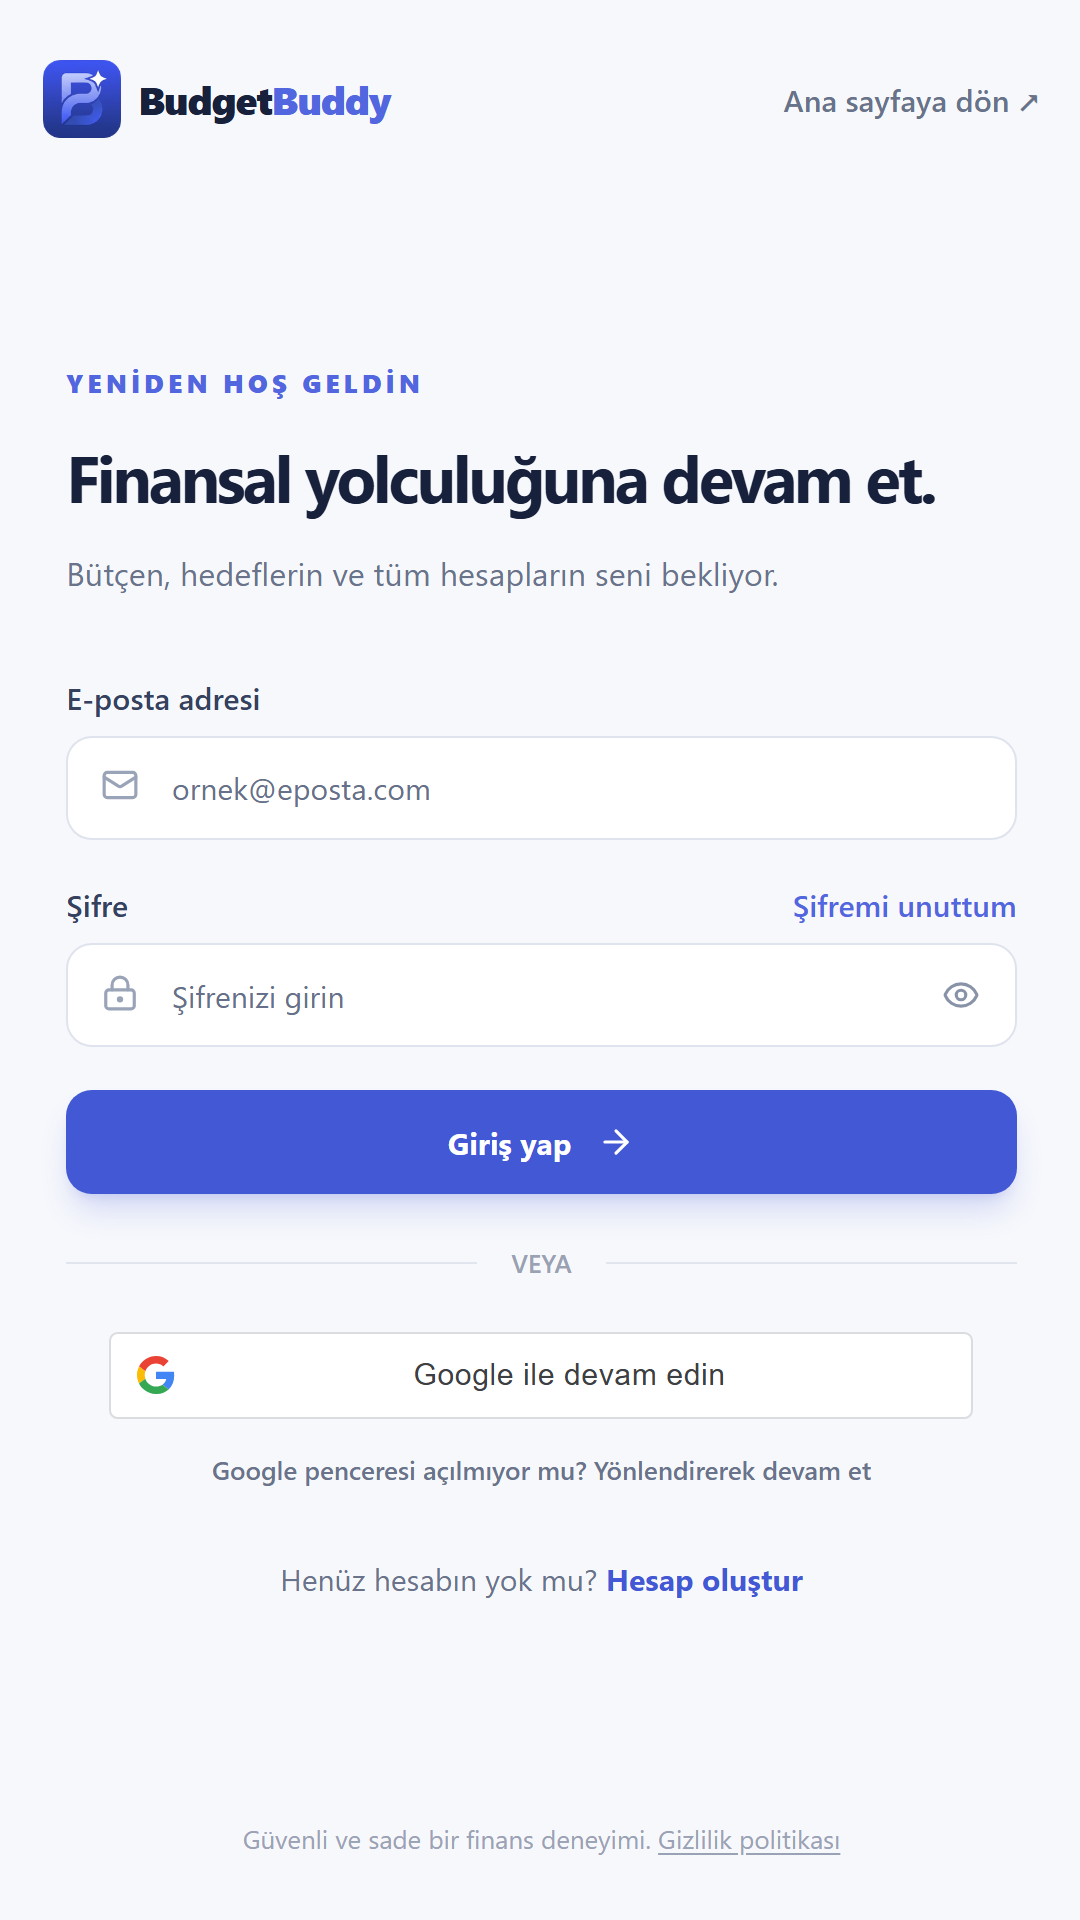 BudgetBuddy
Ana sayfaya dön ↗
YENİDEN HOŞ GELDİN
Finansal yolculuğuna devam et.
Bütçen, hedeflerin ve tüm hesapların seni bekliyor.
E-posta adresi
ornek@eposta.com
Şifre
Şifremi unuttum
Şifrenizi girin
Giriş yap →
VEYA
Google ile devam edin
Google penceresi açılmıyor mu? Yönlendirerek devam et
Henüz hesabın yok mu? Hesap oluştur
Güvenli ve sade bir finans deneyimi. Gizlilik politikası